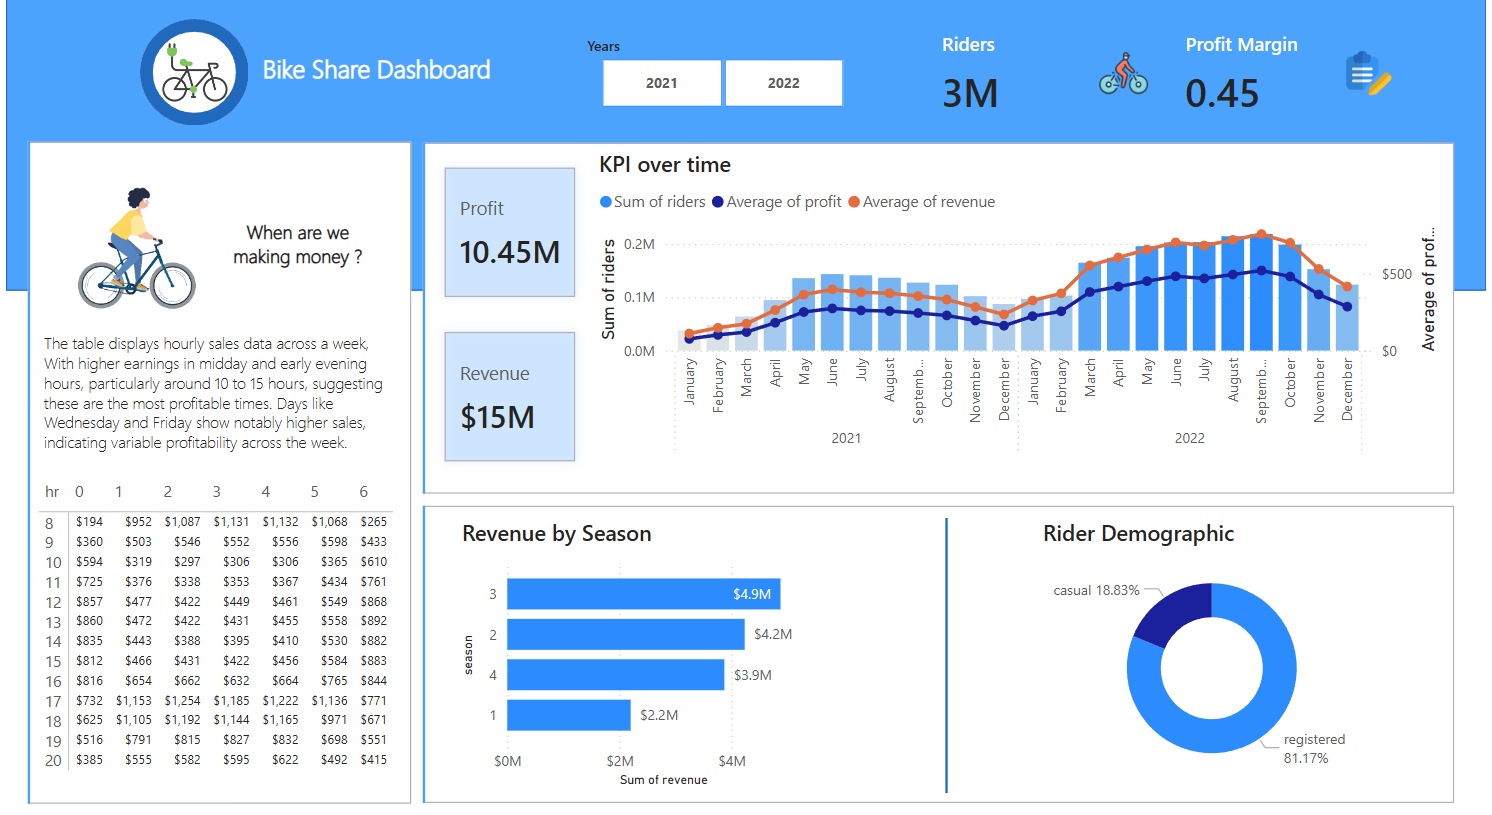 Bike Share Dashboard
Years
2021
2022
Riders
3M
Profit Margin
0.45
When are we
making money ?
The table displays hourly sales data across a week,
With higher earnings in midday and early evening
hours, particularly around 10 to 15 hours, suggesting
these are the most profitable times. Days like
Wednesday and Friday show notably higher sales,
indicating variable profitability across the week.
hr 0 1 2 3 4 5 6
8 $194 $952 $1,087 $1,131 $1,132 $1,068 $265
9 $360 $503 $546 $552 $556 $598 $433
10 $594 $319 $297 $306 $306 $365 $610
11 $725 $376 $338 $353 $367 $434 $761
12 $857 $477 $422 $449 $461 $549 $868
13 $860 $472 $422 $431 $455 $558 $892
14 $835 $443 $388 $395 $410 $530 $882
15 $812 $466 $431 $422 $456 $584 $883
16 $816 $654 $662 $632 $664 $765 $844
17 $732 $1,153 $1,254 $1,185 $1,222 $1,136 $771
18 $625 $1,105 $1,192 $1,144 $1,165 $971 $671
19 $516 $791 $815 $827 $832 $698 $551
20 $385 $555 $582 $595 $622 $492 $415
Profit
10.45M
Revenue
$15M
KPI over time
Sum of riders Average of profit Average of revenue
Sum of riders
0.2M
0.1M
0.0M
$500
$0
Average of prof...
January
February
March
April
May
June
July
August
Septemb...
October
November
December
January
February
March
April
May
June
July
August
Septemb...
October
November
December
2021
2022
Revenue by Season
season
3 $4.9M
2 $4.2M
4 $3.9M
1 $2.2M
$0M $2M $4M
Sum of revenue
Rider Demographic
casual 18.83%
registered
81.17%